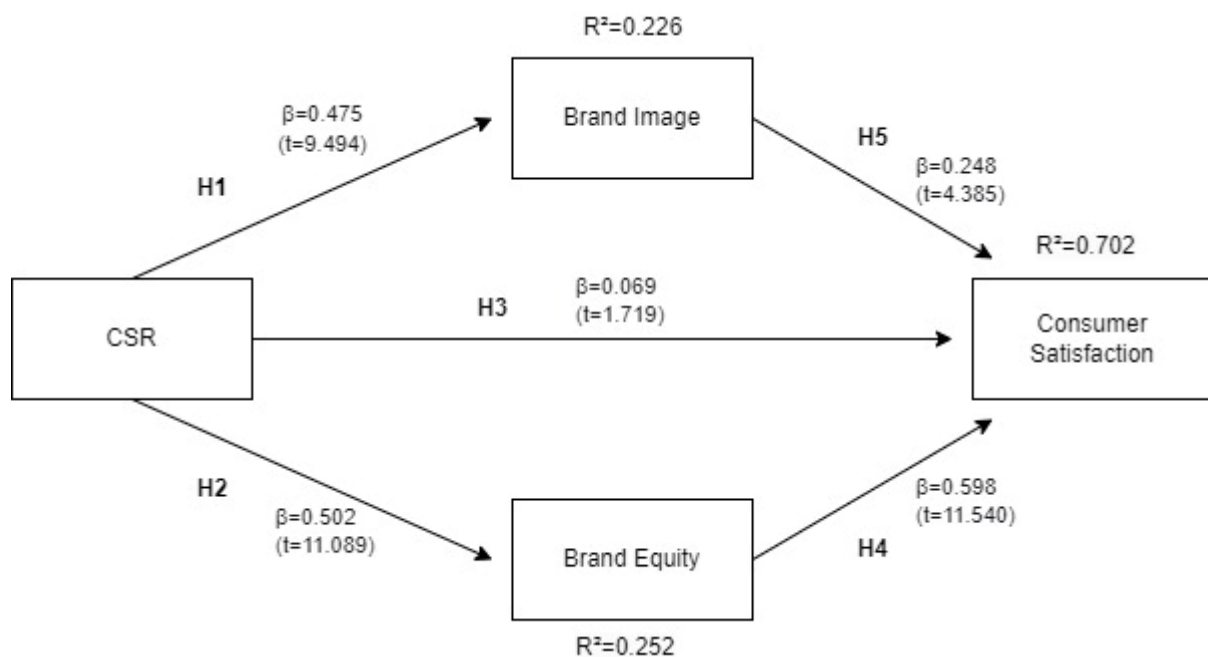 R²=0.226
Brand Image
β=0.475
(t=9.494)
H1
H5
β=0.248
(t=4.385)
R²=0.702
CSR
H3
β=0.069
(t=1.719)
Consumer
Satisfaction
H2
β=0.502
(t=11.089)
Brand Equity
β=0.598
(t=11.540)
H4
R²=0.252